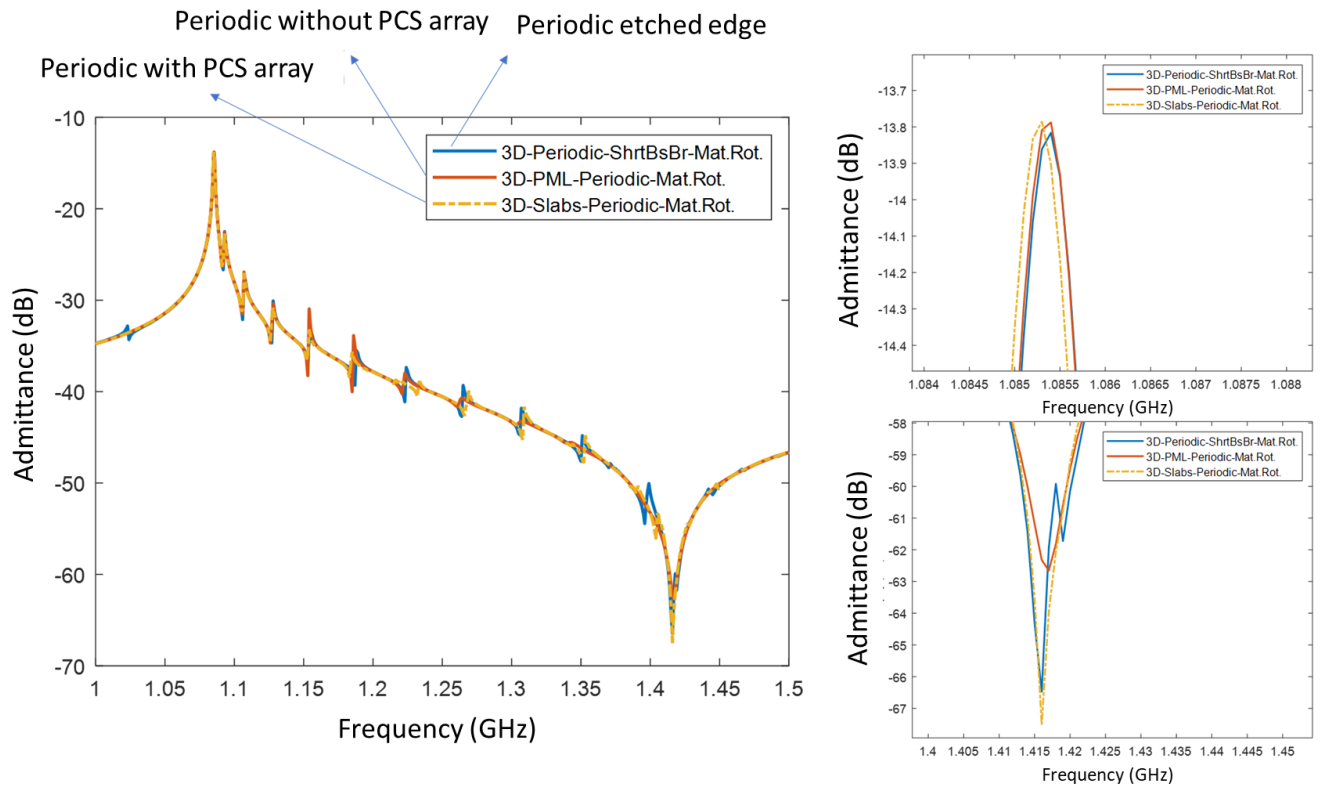 Periodic without PCS array
Periodic etched edge
Periodic with PCS array
-10
-20
-30
-40
-50
-60
-70
Admittance (dB)
3D-Periodic-ShrtBsBr-Mat.Rot.
3D-PML-Periodic-Mat.Rot.
3D-Slabs-Periodic-Mat.Rot.
1 1.05 1.1 1.15 1.2 1.25 1.3 1.35 1.4 1.45 1.5
Frequency (GHz)
-13.7
-13.8
-13.9
-14
-14.1
-14.2
-14.3
-14.4
Admittance (dB)
3D-Periodic-ShrtBsBr-Mat.Rot.
3D-PML-Periodic-Mat.Rot.
3D-Slabs-Periodic-Mat.Rot.
1.084 1.0845 1.085 1.0855 1.086 1.0865 1.087 1.0875 1.088
Frequency (GHz)
-58
-59
-60
-61
-62
-63
-64
-65
-66
-67
Admittance (dB)
3D-Periodic-ShrtBsBr-Mat.Rot.
3D-PML-Periodic-Mat.Rot.
3D-Slabs-Periodic-Mat.Rot.
1.4 1.405 1.41 1.415 1.42 1.425 1.43 1.435 1.44 1.445 1.45
Frequency (GHz)